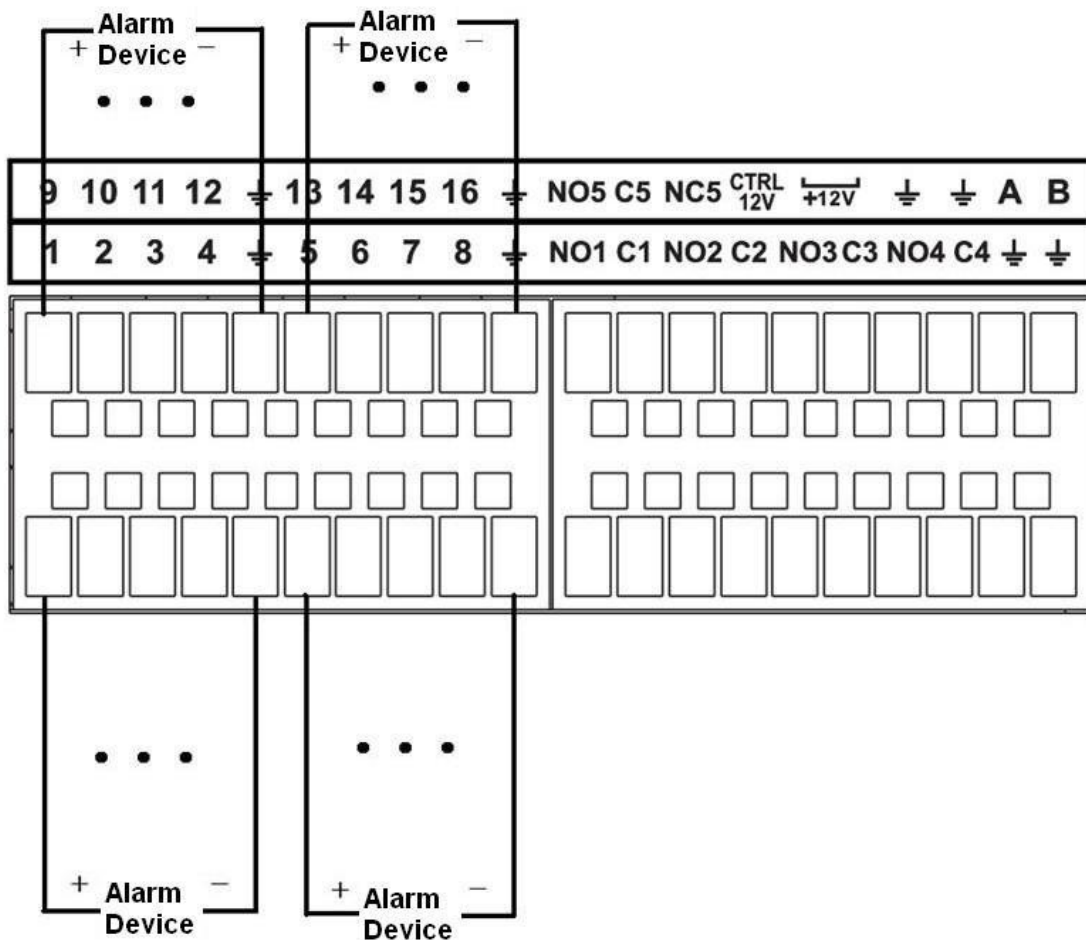 Alarm
Device
+ −
Alarm
Device
+ −
9 10 11 12 ⏚ 13 14 15 16 ⏚ NO5 C5 NC5 CTRL 12V +12V ⏚ ⏚ A B
1 2 3 4 ⏚ 5 6 7 8 ⏚ NO1 C1 NO2 C2 NO3 C3 NO4 C4 ⏚ ⏚
+ −
Alarm
Device
+ −
Alarm
Device